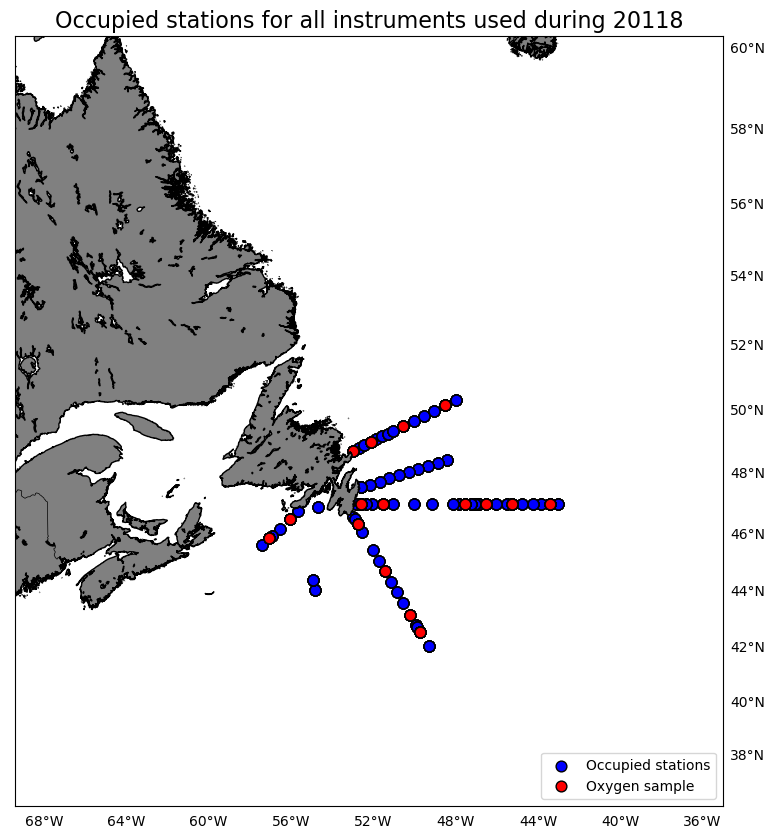 Occupied stations for all instruments used during 20118
60°N
58°N
56°N
54°N
52°N
50°N
48°N
46°N
44°N
42°N
40°N
38°N
Occupied stations
Oxygen sample
68°W 64°W 60°W 56°W 52°W 48°W 44°W 40°W 36°W